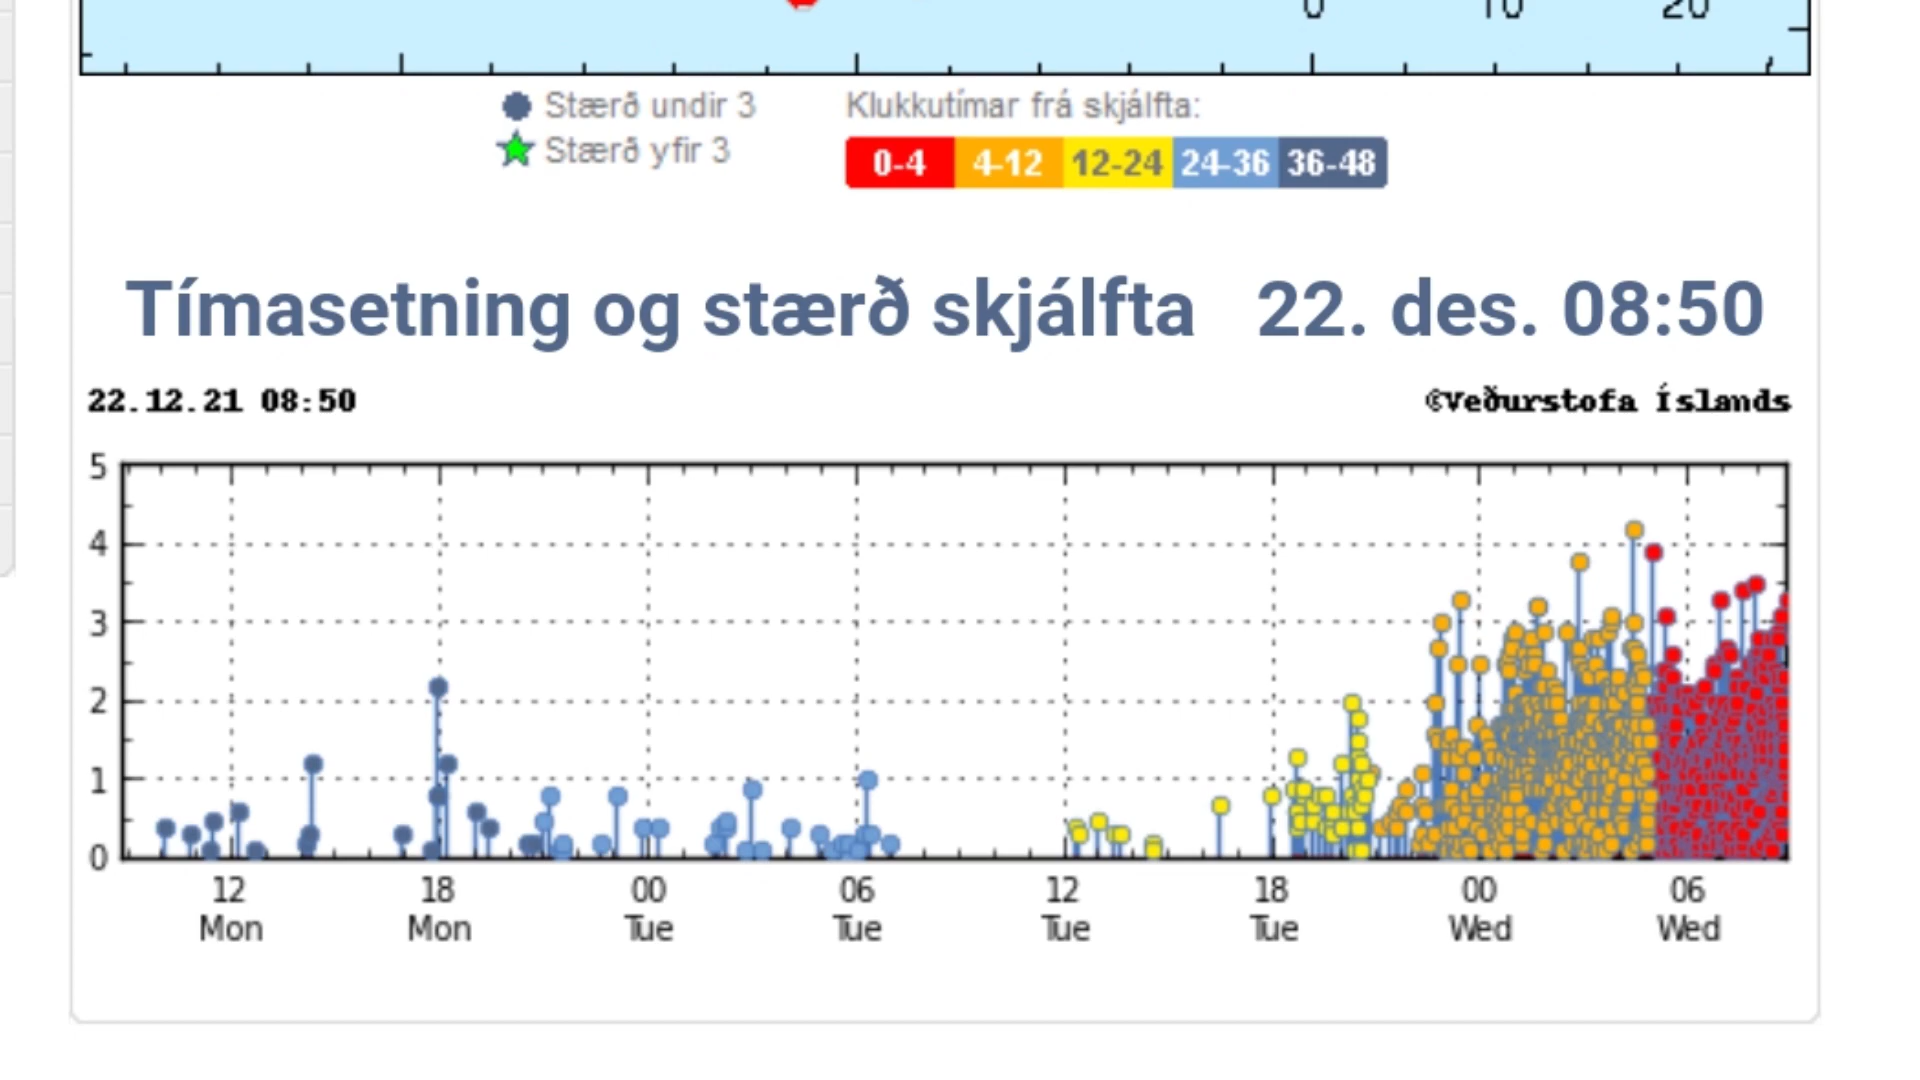 0 10 20
Stærð undir 3 Klukkutímar frá skjálfta:
Stærð yfir 3 0-4 4-12 12-24 24-36 36-48
Tímasetning og stærð skjálfta 22. des. 08:50
22.12.21 08:50 ©Veðurstofa Íslands
5
4
3
2
1
0
12 18 00 06 12 18 00 06
Mon Mon Tue Tue Tue Tue Wed Wed